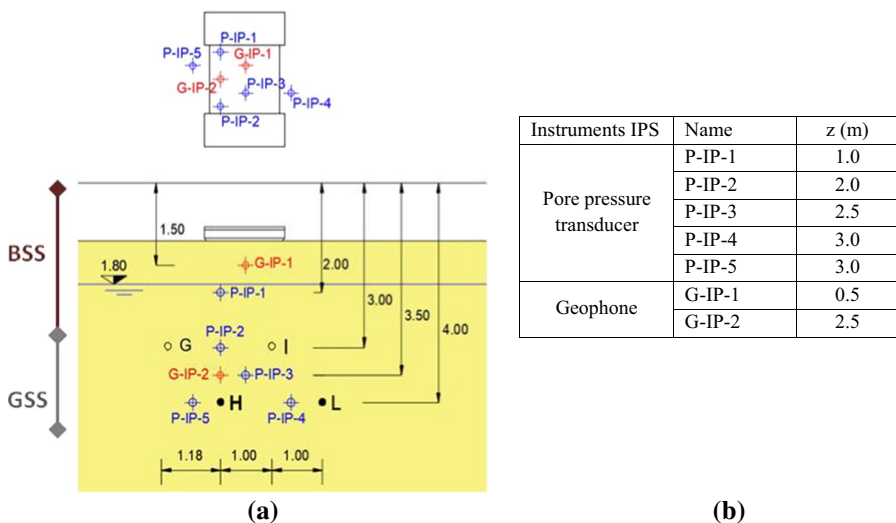 P-IP-1
P-IP-5
G-IP-1
G-IP-2
P-IP-3
P-IP-4
P-IP-2
BSS
GSS
1.50
1.80
G-IP-1
2.00
P-IP-1
3.00
3.50
4.00
P-IP-2
G
I
G-IP-2
P-IP-3
P-IP-5
H
P-IP-4
L
1.18
1.00
1.00
(a)
Instruments IPS Name z (m)
Pore pressure
transducer
P-IP-1 1.0
P-IP-2 2.0
P-IP-3 2.5
P-IP-4 3.0
P-IP-5 3.0
Geophone
G-IP-1 0.5
G-IP-2 2.5
(b)